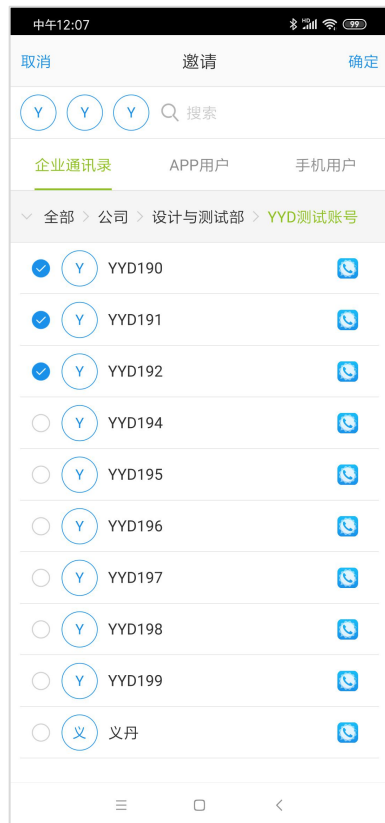 中午12:07 99
取消 邀请 确定
Y Y Y 搜索
企业通讯录 APP用户 手机用户
全部 公司 设计与测试部 YYD测试账号
Y YYD190
Y YYD191
Y YYD192
Y YYD194
Y YYD195
Y YYD196
Y YYD197
Y YYD198
Y YYD199
义 义丹